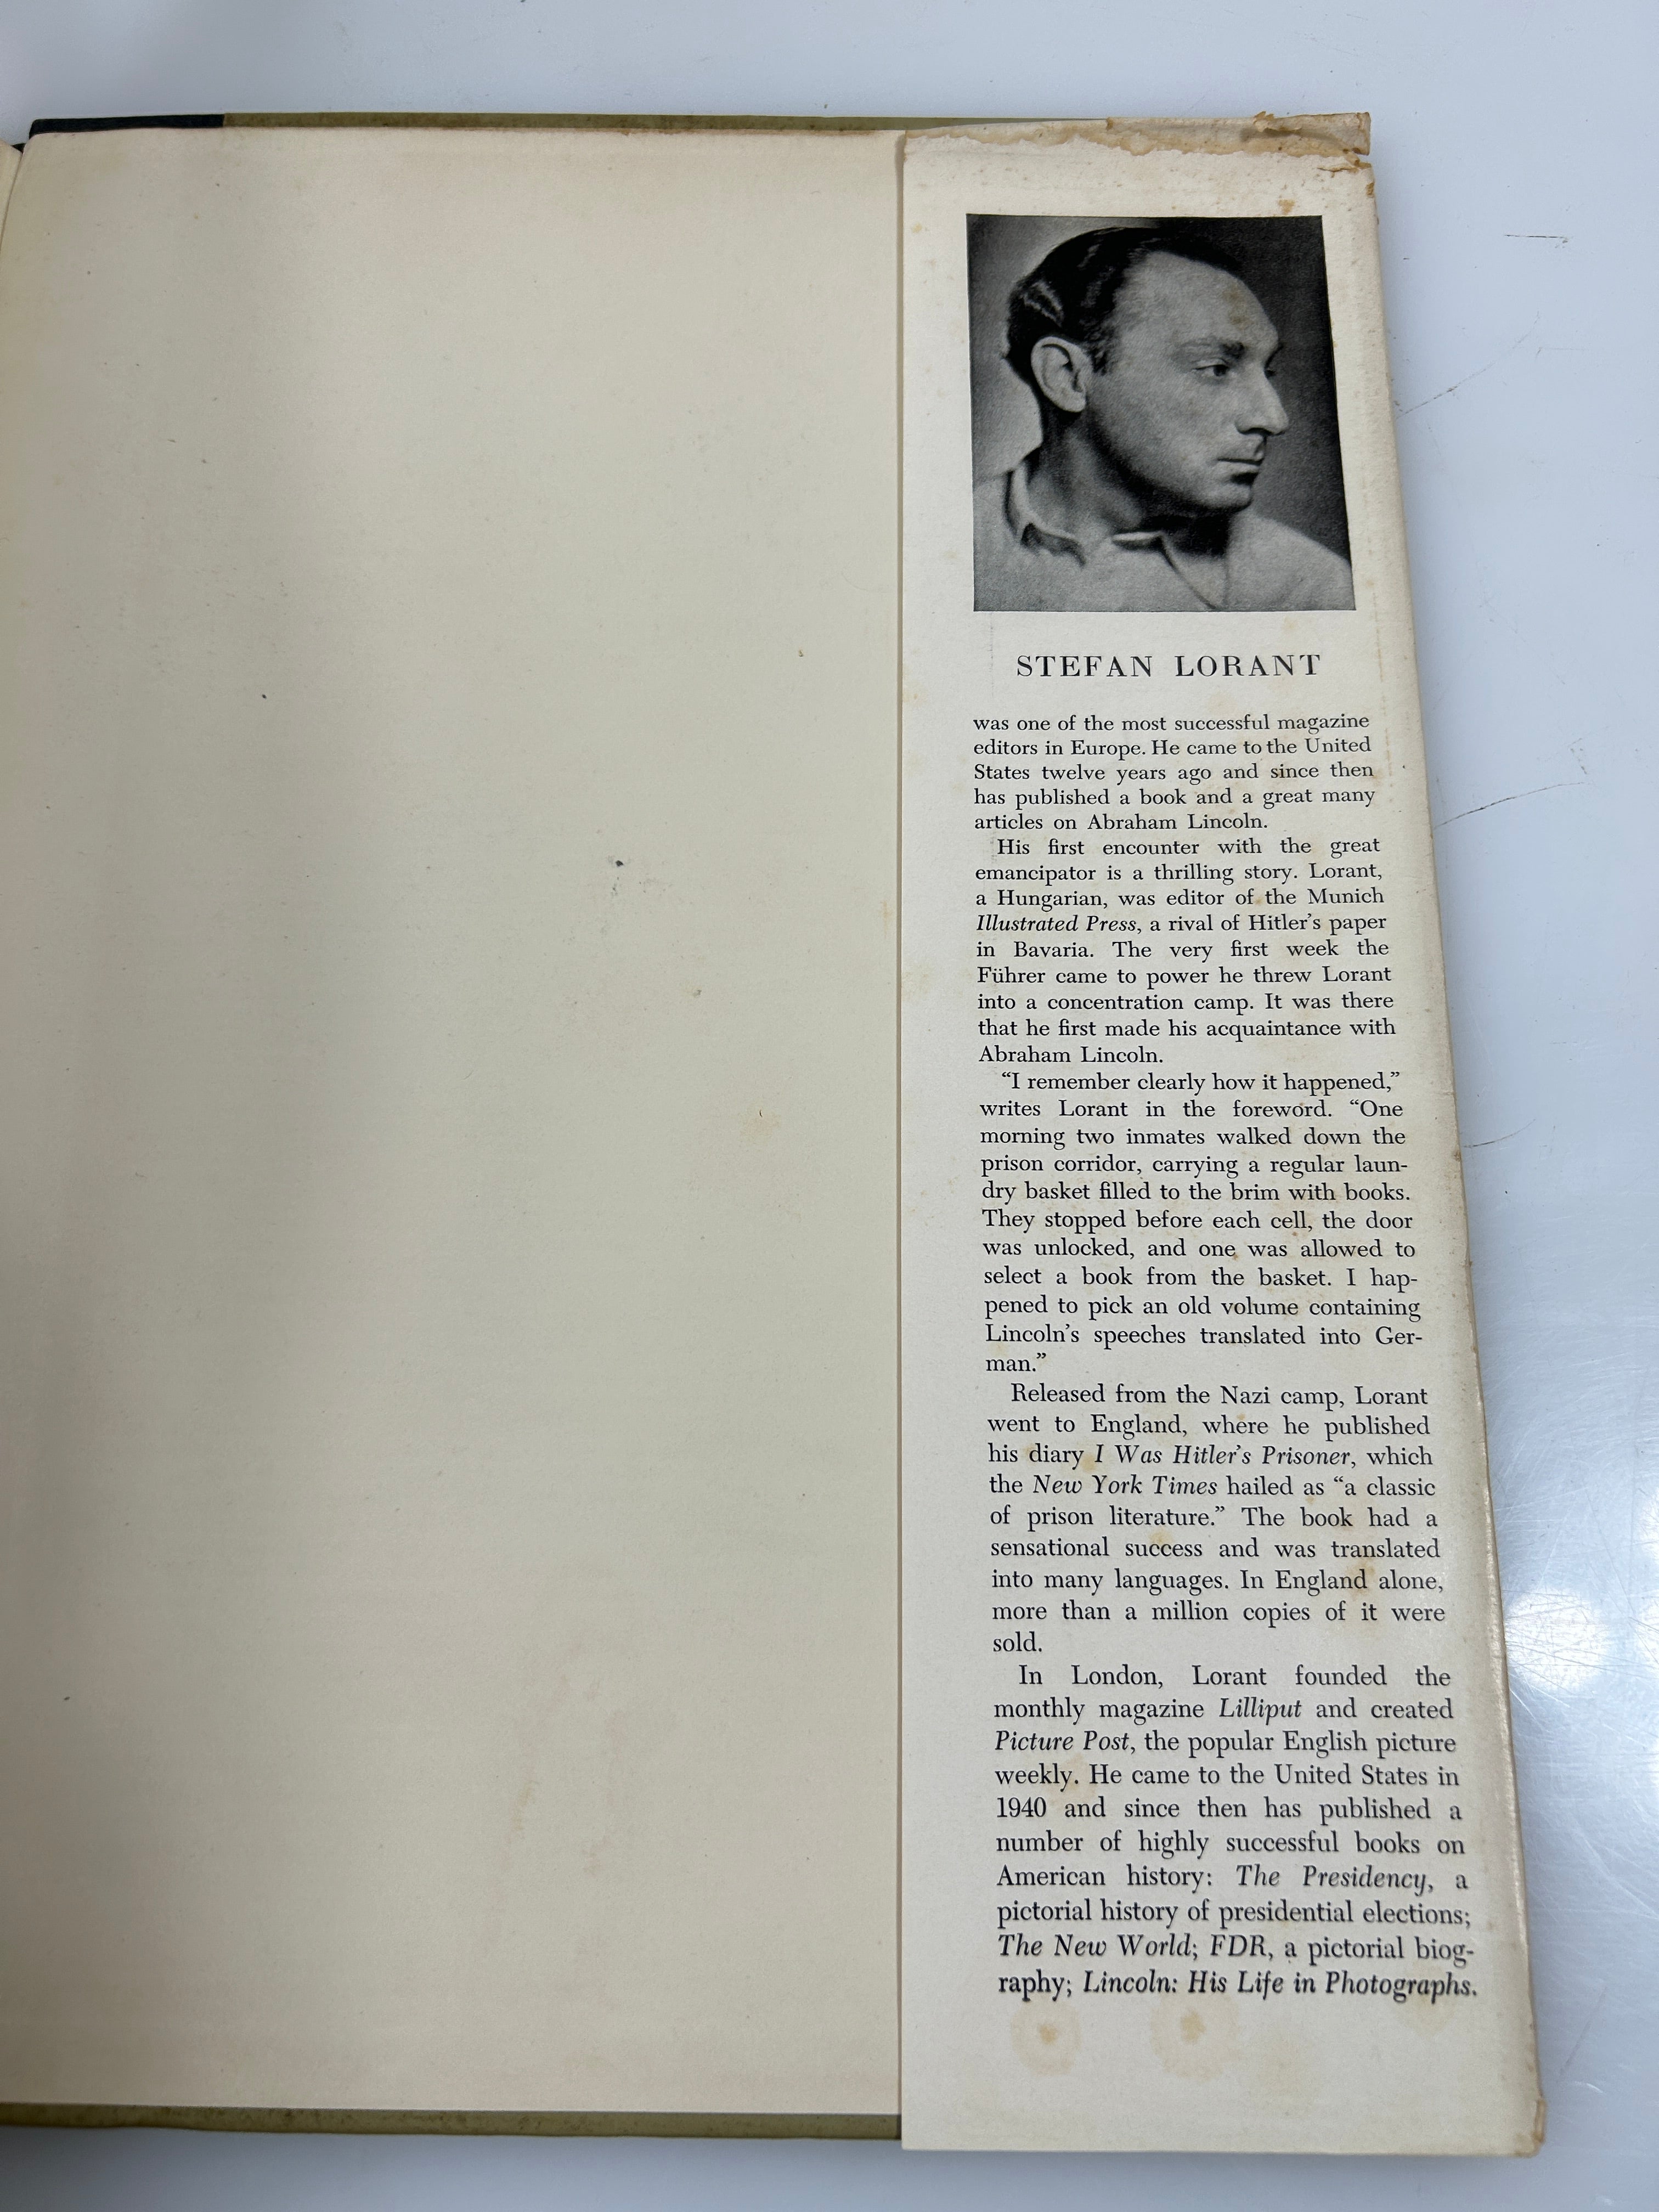 STEFAN LORANT
was one of the most successful magazine
editors in Europe. He came to the United
States twelve years ago and since then
has published a book and a great many
articles on Abraham Lincoln.
His first encounter with the great
emancipator is a thrilling story. Lorant,
a Hungarian, was editor of the Munich
Illustrated Press, a rival of Hitler's paper
in Bavaria. The very first week the
Führer came to power he threw Lorant
into a concentration camp. It was there
that he first made his acquaintance with
Abraham Lincoln.
“I remember clearly how it happened,”
writes Lorant in the foreword. “One
morning two inmates walked down the
prison corridor, carrying a regular laun-
dry basket filled to the brim with books.
They stopped before each cell, the door
was unlocked, and one was allowed to
select a book from the basket. I hap-
pened to pick an old volume containing
Lincoln's speeches translated into Ger-
man.”
Released from the Nazi camp, Lorant
went to England, where he published
his diary I Was Hitler's Prisoner, which
the New York Times hailed as “a classic
of prison literature.” The book had a
sensational success and was translated
into many languages. In England alone,
more than a million copies of it were
sold.
In London, Lorant founded the
monthly magazine Lilliput and created
Picture Post, the popular English picture
weekly. He came to the United States in
1940 and since then has published a
number of highly successful books on
American history: The Presidency, a
pictorial history of presidential elections;
The New World; FDR, a pictorial biog-
raphy; Lincoln: His Life in Photographs.